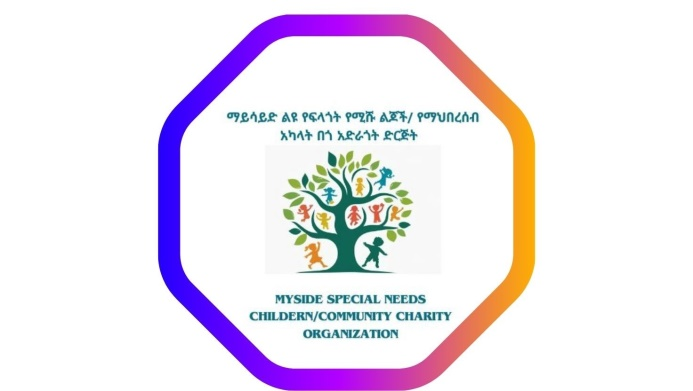 ማይሳይድ ልዩ የፍላጎት የሚሹ ልጆች/ የማህበረሰብ
አካላት በጎ አድራጎት ድርጅት
MYSIDE SPECIAL NEEDS
CHILDERN/COMMUNITY CHARITY
ORGANIZATION